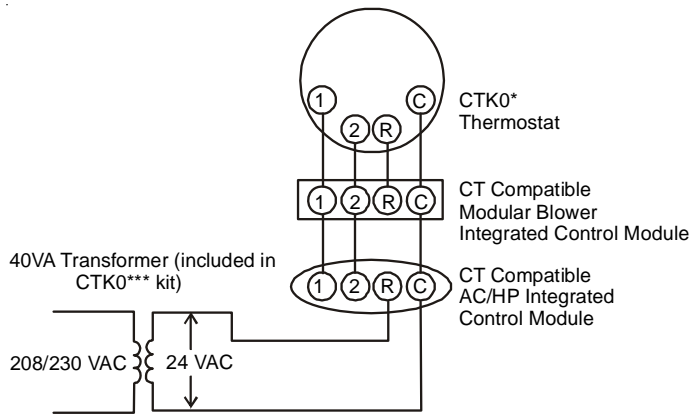 1
C
2
R
CTK0*
Thermostat
1
2
R
C
CT Compatible
Modular Blower
Integrated Control Module
40VA Transformer (included in
CTK0*** kit)
1
2
R
C
CT Compatible
AC/HP Integrated
Control Module
208/230 VAC
24 VAC